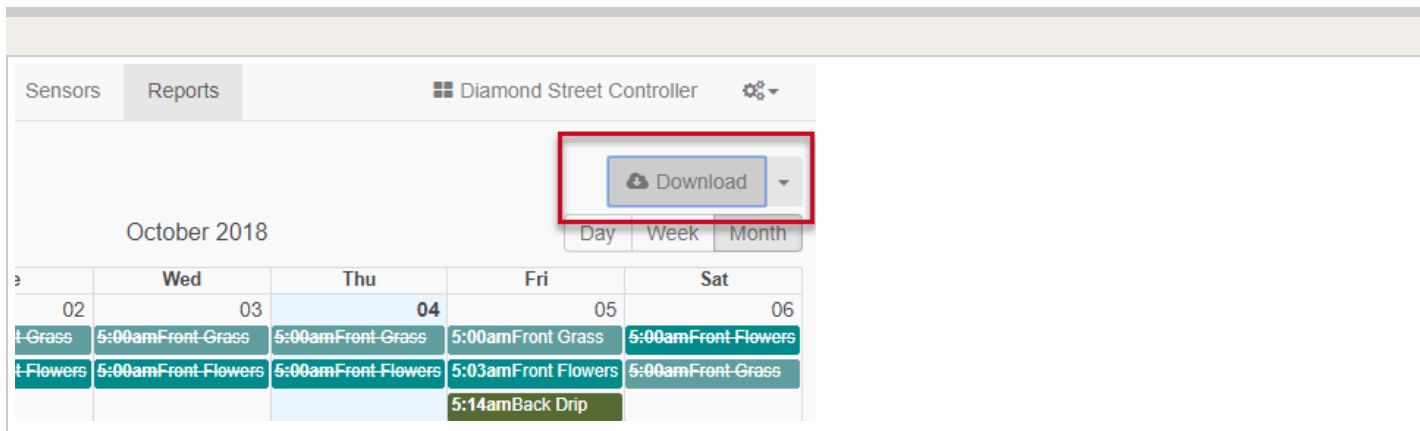 Sensors Reports Diamond Street Controller
Download
October 2018 Day Week Month
e Wed Thu Fri Sat
02 03 04 05 06
t Grass 5:00amFront Grass 5:00amFront Grass 5:00amFront Grass 5:00amFront Flowers
t Flowers 5:00amFront Flowers 5:00amFront Flowers 5:03amFront Flowers 5:00amFront Grass
5:14amBack Drip